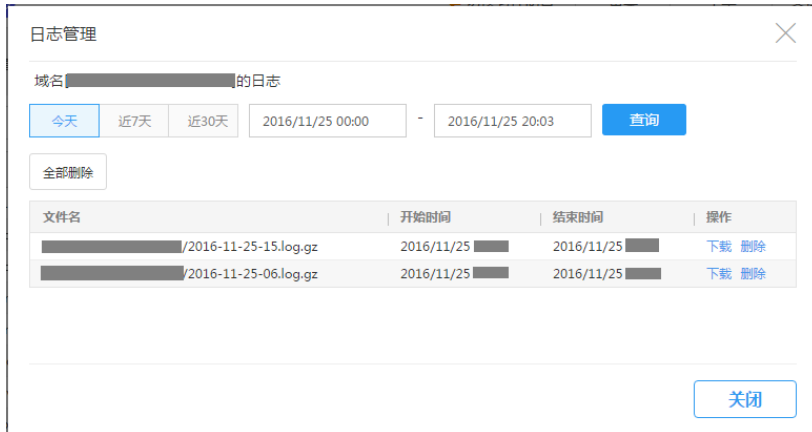 日志管理
域名[ ]的日志
今天 近7天 近30天 2016/11/25 00:00 - 2016/11/25 20:03 查询
全部删除
文件名 开始时间 结束时间 操作
/2016-11-25-15.log.gz 2016/11/25 2016/11/25 下载 删除
/2016-11-25-06.log.gz 2016/11/25 2016/11/25 下载 删除
关闭